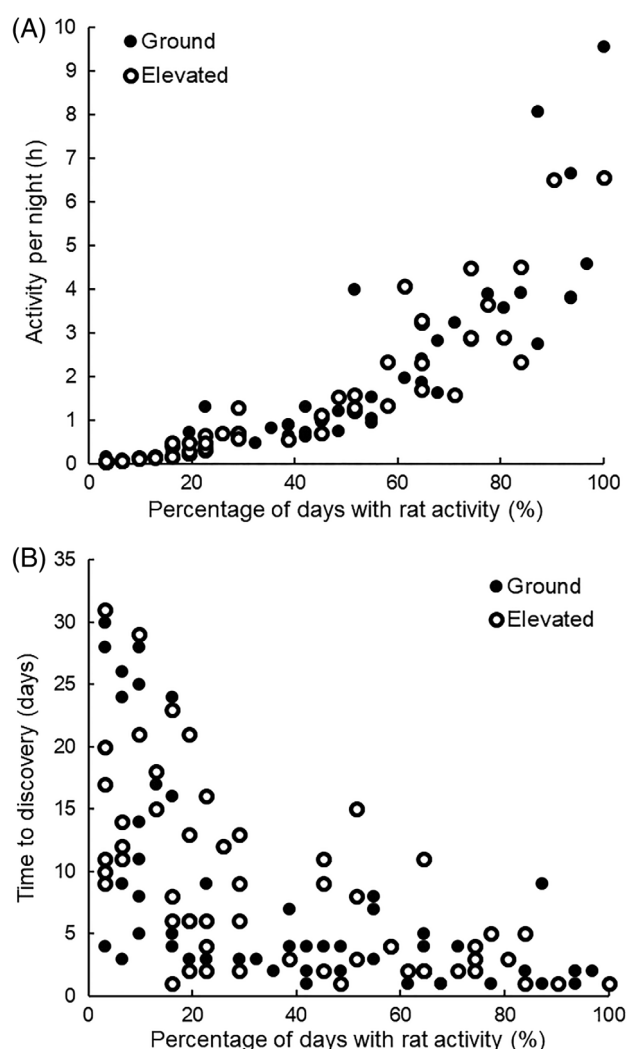 (A)
Ground
Elevated
Activity per night (h)
10
9
8
7
6
5
4
3
2
1
0
0 20 40 60 80 100
Percentage of days with rat activity (%)
(B)
Ground
Elevated
Time to discovery (days)
35
30
25
20
15
10
5
0
0 20 40 60 80 100
Percentage of days with rat activity (%)